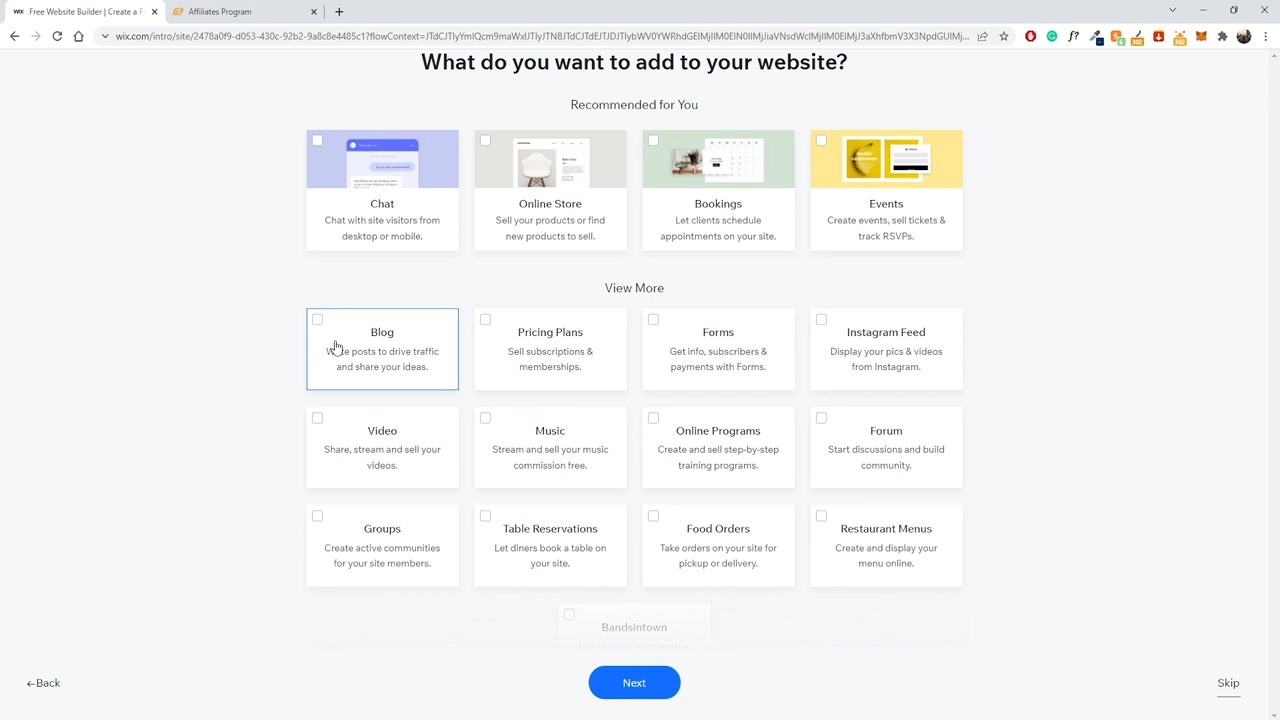 WIX Free Website Builder | Create a F
Affiliates Program
wix.com/intro/site/
What do you want to add to your website?
Recommended for You
Chat
Chat with site visitors from
desktop or mobile.
Online Store
Sell your products or find
new products to sell.
Bookings
Let clients schedule
appointments on your site.
Events
Create events, sell tickets &
track RSVPs.
View More
Blog
posts to drive traffic
and share your ideas.
Pricing Plans
Sell subscriptions &
memberships.
Forms
Get info, subscribers &
payments with Forms.
Instagram Feed
Display your pics & videos
from Instagram.
Video
Share, stream and sell your
videos.
Music
Stream and sell your music
commission free.
Online Programs
Create and sell step-by-step
training programs.
Forum
Start discussions and build
community.
Groups
Create active communities
for your site members.
Table Reservations
Let diners book a table on
your site.
Food Orders
Take orders on your site for
pickup or delivery.
Restaurant Menus
Create and display your
menu online.
Bandsintown
←Back
Next
Skip